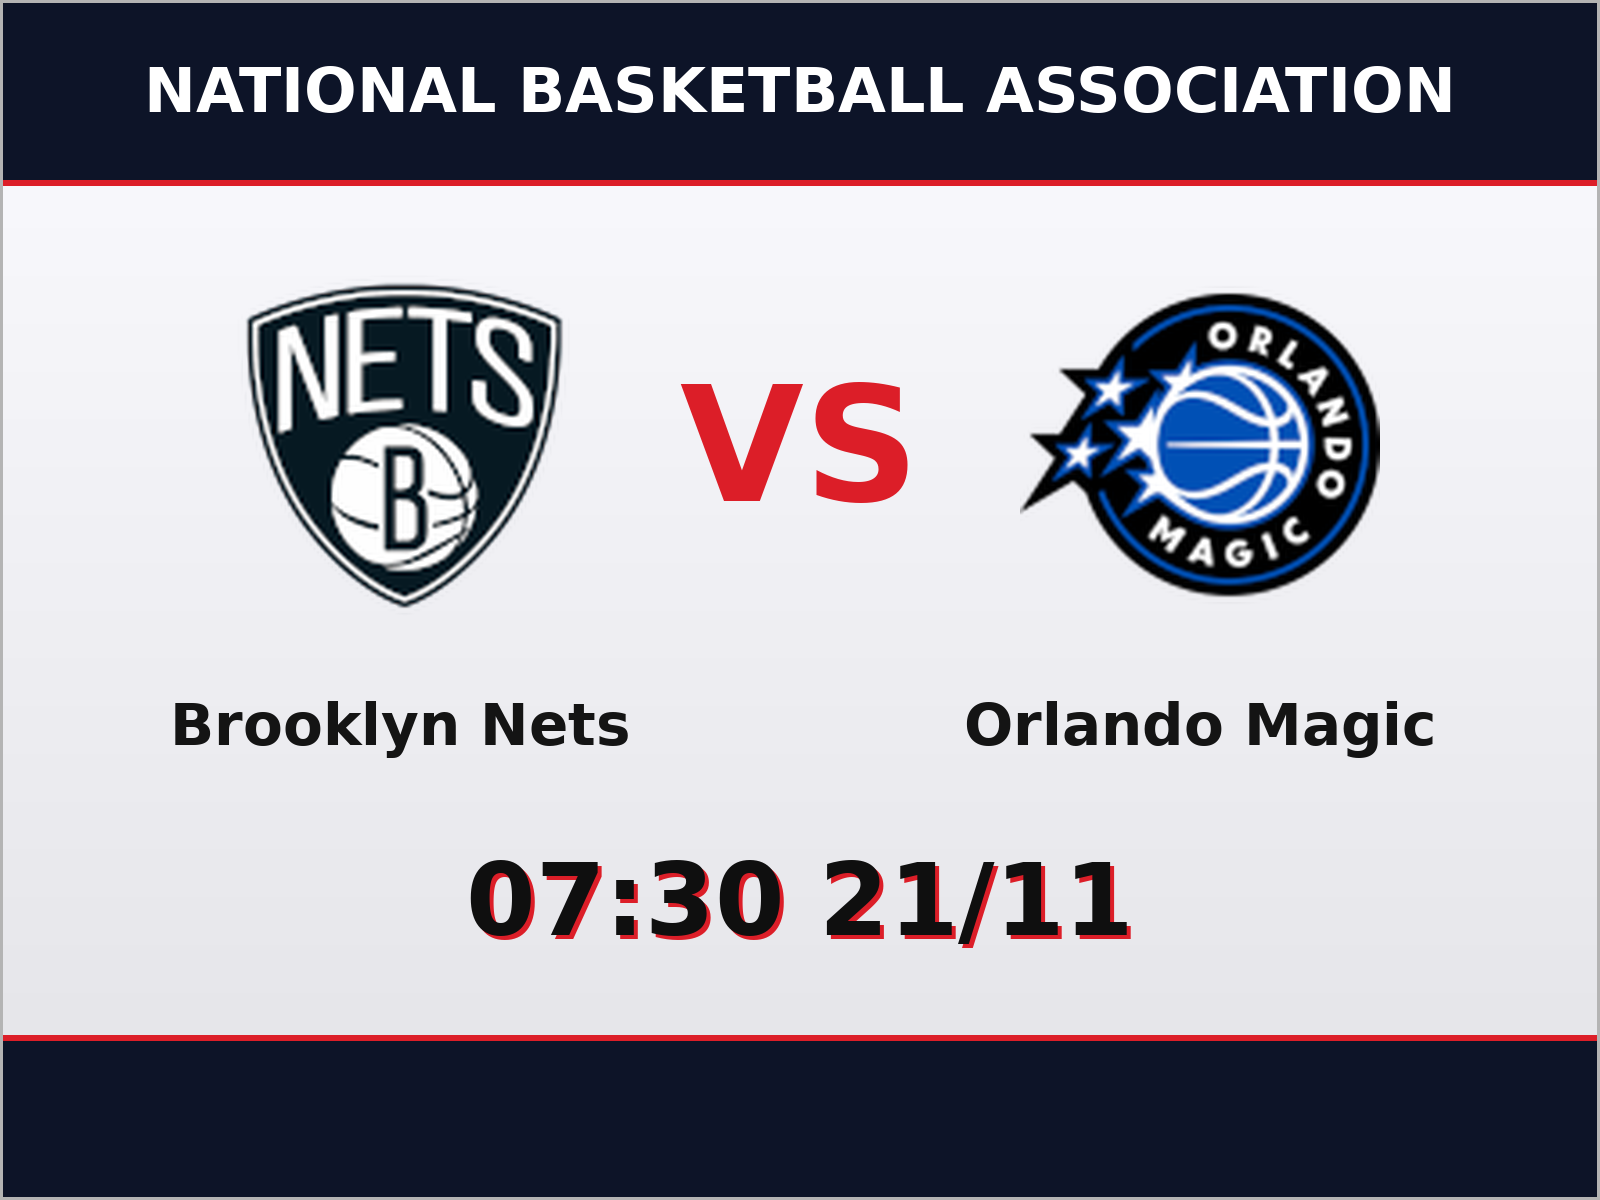 NATIONAL BASKETBALL ASSOCIATION
NETS
B
VS
ORLANDO
MAGIC
Brooklyn Nets
Orlando Magic
07:30 21/11